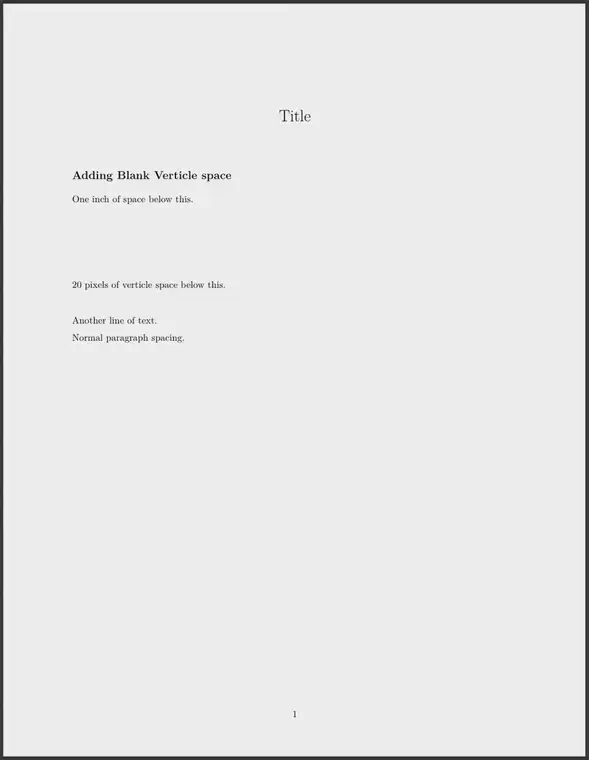 Title
Adding Blank Verticle space
One inch of space below this.
20 pixels of verticle space below this.
Another line of text.
Normal paragraph spacing.
1